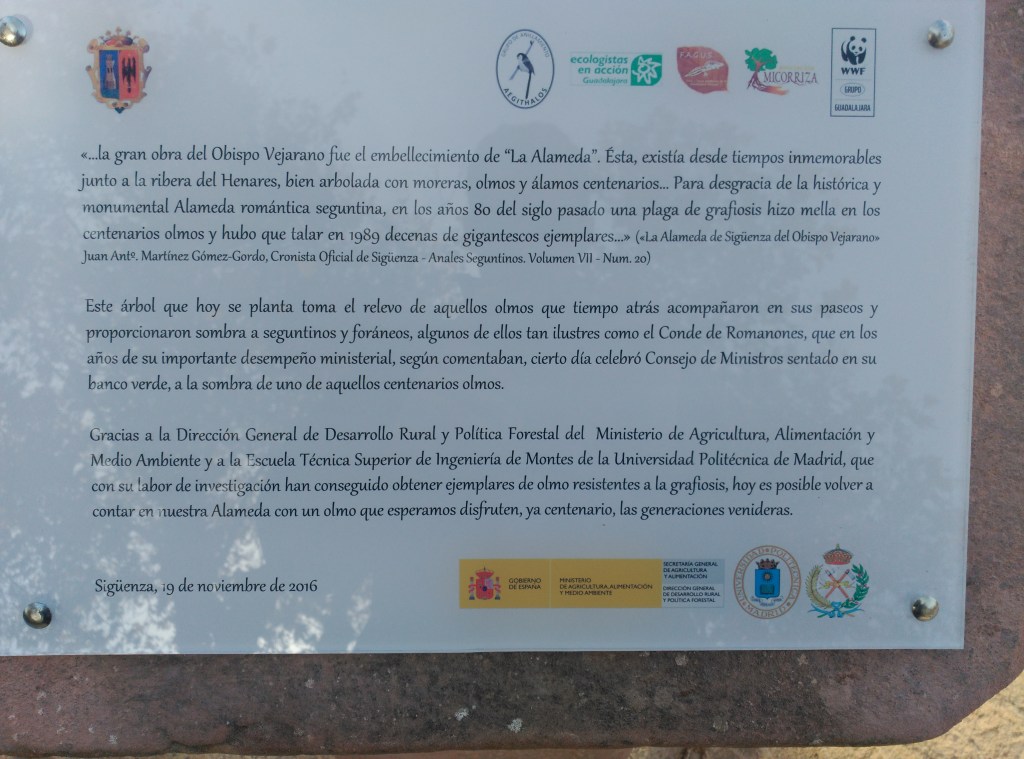 GRUPO DE ANILLAMIENTO
AEGITHALOS
ecologistas
en acción
Guadalajara
FAGUS
MICORRIZA
WWF
GRUPO
GUADALAJARA
«...la gran obra del Obispo Vejarano fue el embellecimiento de “La Alameda”. Ésta, existía desde tiempos inmemorables
junto a la ribera del Henares, bien arbolada con moreras, olmos y álamos centenarios... Para desgracia de la histórica y
monumental Alameda romántica seguntina, en los años 80 del siglo pasado una plaga de grafiosis hizo mella en los
centenarios olmos y hubo que talar en 1989 decenas de gigantescos ejemplares...» («La Alameda de Sigüenza del Obispo Vejarano»
Juan Antº. Martínez Gómez-Gordo, Cronista Oficial de Sigüenza - Anales Seguntinos. Volumen VII - Num. 20)
Este árbol que hoy se planta toma el relevo de aquellos olmos que tiempo atrás acompañaron en sus paseos y
proporcionaron sombra a seguntinos y foráneos, algunos de ellos tan ilustres como el Conde de Romanones, que en los
años de su importante desempeño ministerial, según comentaban, cierto día celebró Consejo de Ministros sentado en su
banco verde, a la sombra de uno de aquellos centenarios olmos.
Gracias a la Dirección General de Desarrollo Rural y Política Forestal del Ministerio de Agricultura, Alimentación y
Medio Ambiente y a la Escuela Técnica Superior de Ingeniería de Montes de la Universidad Politécnica de Madrid, que
con su labor de investigación han conseguido obtener ejemplares de olmo resistentes a la grafiosis, hoy es posible volver a
contar en nuestra Alameda con un olmo que esperamos disfruten, ya centenario, las generaciones venideras.
Sigüenza, 19 de noviembre de 2016
GOBIERNO
DE ESPAÑA
MINISTERIO
DE AGRICULTURA, ALIMENTACIÓN
Y MEDIO AMBIENTE
SECRETARÍA GENERAL
DE AGRICULTURA
Y ALIMENTACIÓN
DIRECCIÓN GENERAL
DE DESARROLLO RURAL
Y POLÍTICA FORESTAL
UNIVERSIDAD POLITÉCNICA
MADRID